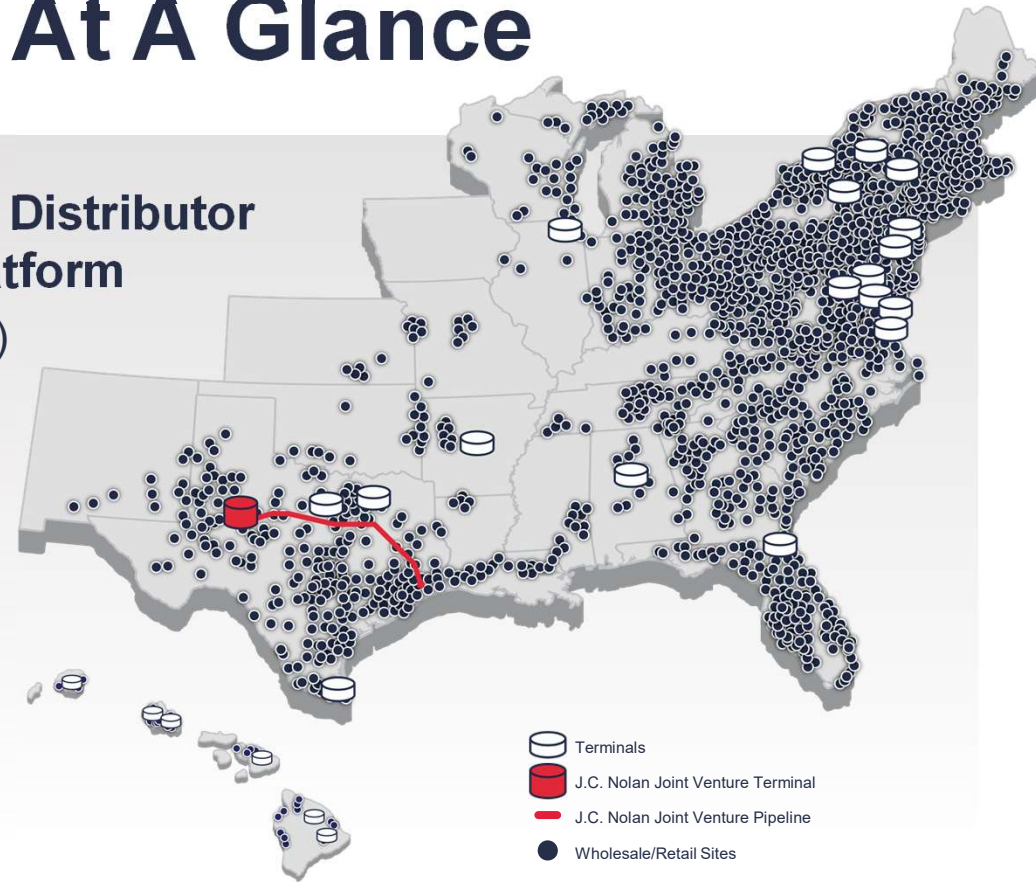 At A Glance
Distributor
tform
)
Terminals
J.C. Nolan Joint Venture Terminal
J.C. Nolan Joint Venture Pipeline
Wholesale/Retail Sites